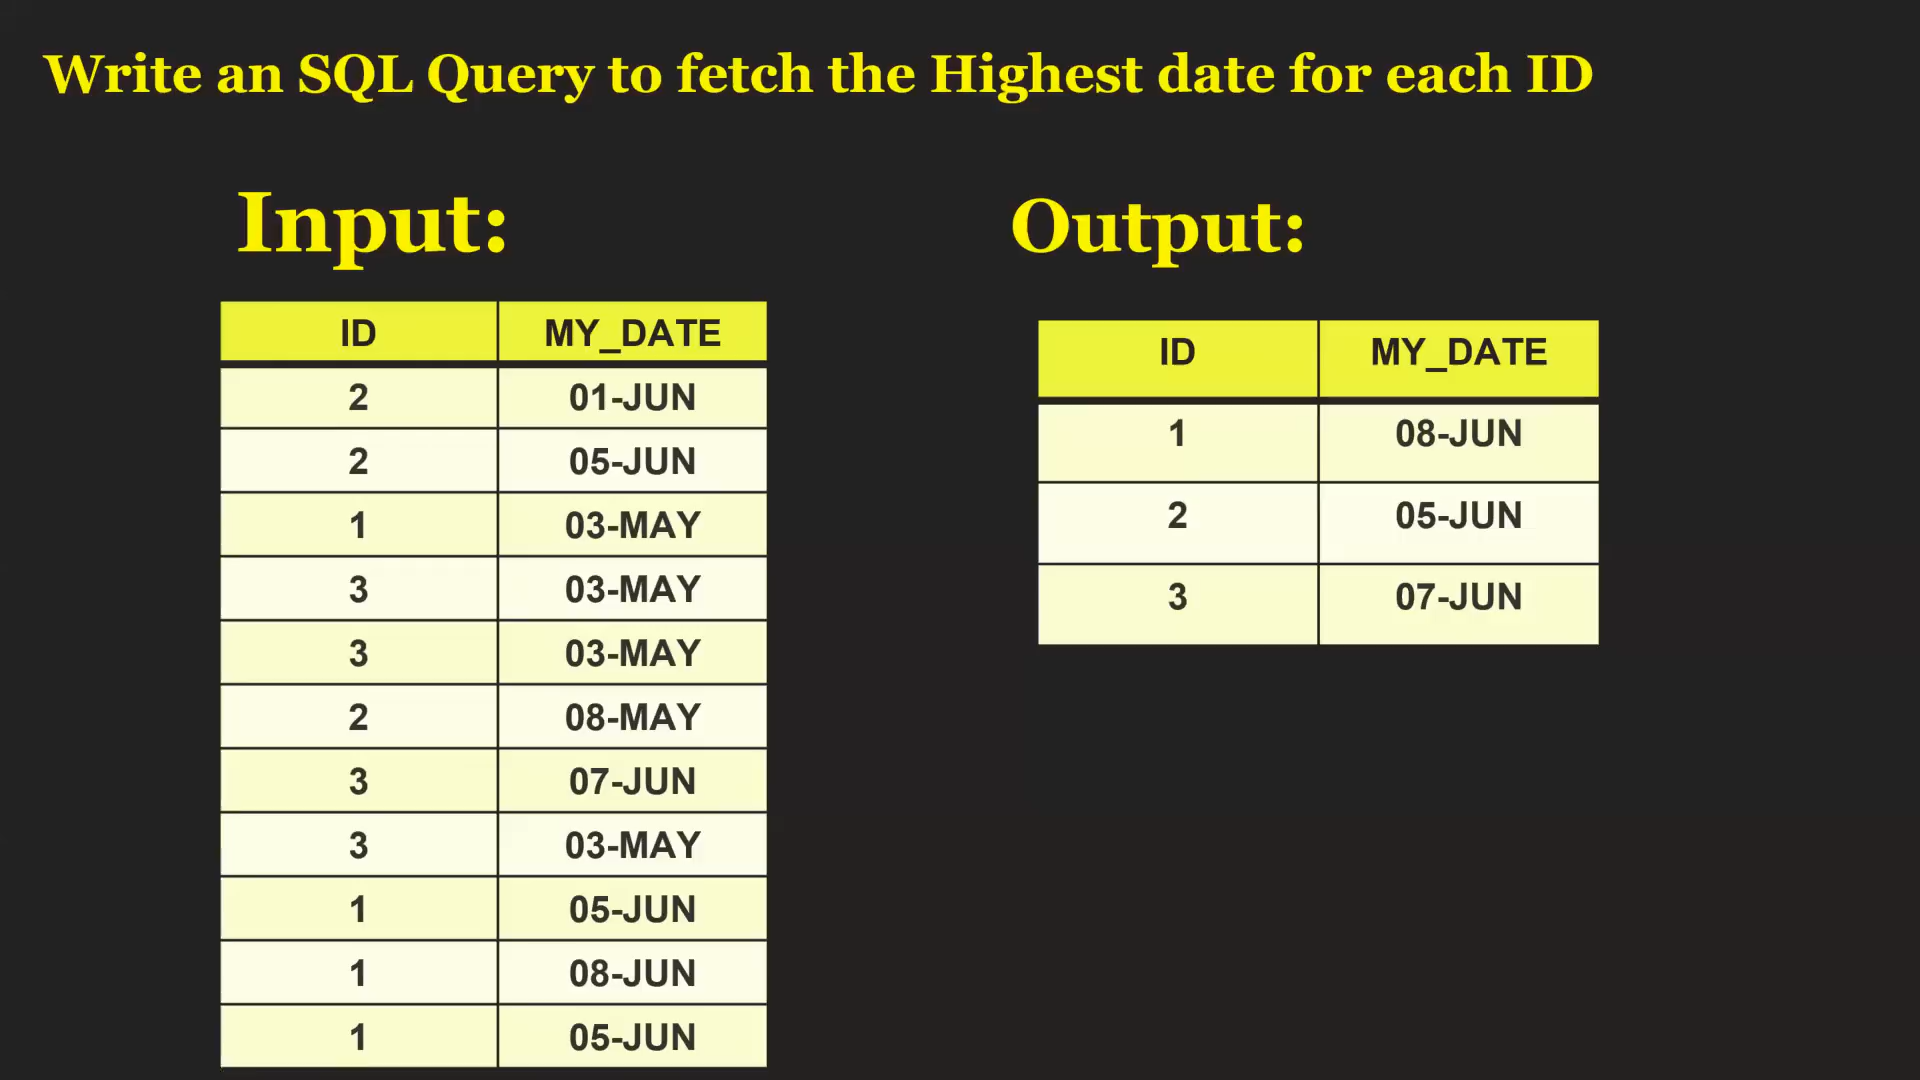 Write an SQL Query to fetch the Highest date for each ID
Input:
ID MY_DATE
2 01-JUN
2 05-JUN
1 03-MAY
3 03-MAY
3 03-MAY
2 08-MAY
3 07-JUN
3 03-MAY
1 05-JUN
1 08-JUN
1 05-JUN
Output:
ID MY_DATE
1 08-JUN
2 05-JUN
3 07-JUN